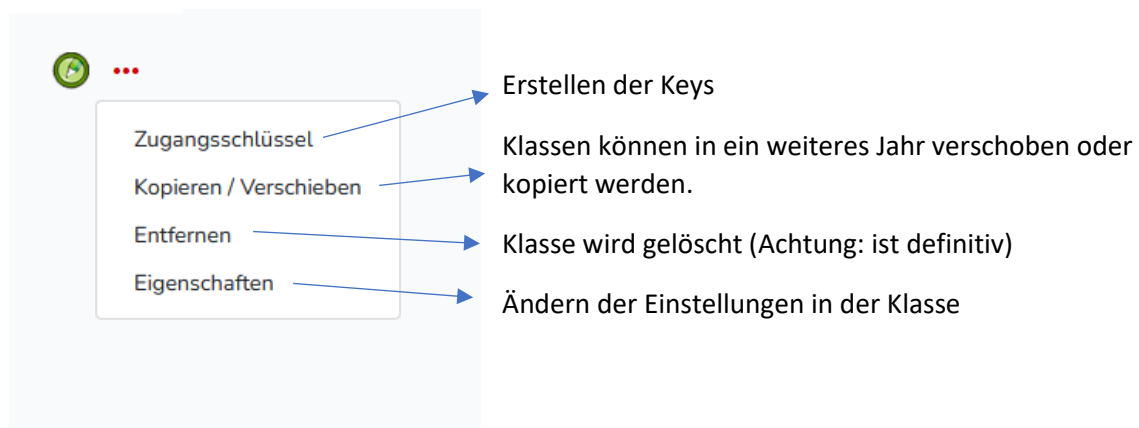 •••
Zugangsschlüssel
Kopieren / Verschieben
Entfernen
Eigenschaften
Erstellen der Keys
Klassen können in ein weiteres Jahr verschoben oder
kopiert werden.
Klasse wird gelöscht (Achtung: ist definitiv)
Ändern der Einstellungen in der Klasse